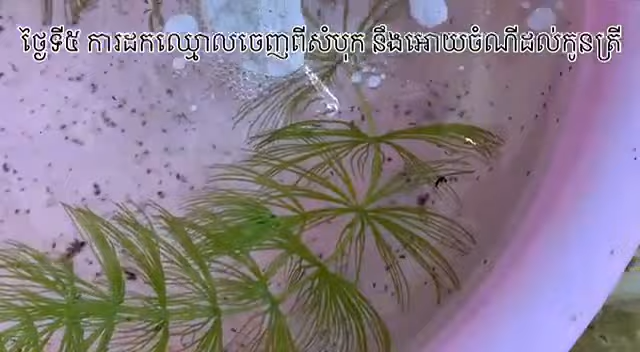 ថ្ងៃទី៥ ការដកឈ្មោលចេញពីសំបុក នឹងអោយចំណីដល់កូនត្រី